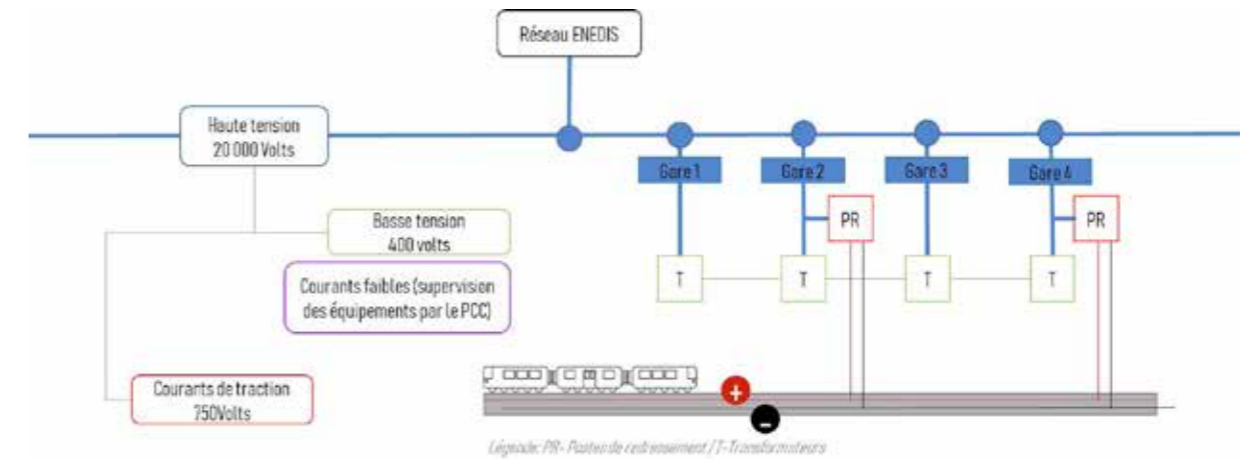 Réseau ENEDIS
Haute tension
20 000 Volts
Gare 1
Gare 2
Gare 3
Gare 4
Basse tension
400 volts
PR
PR
Courants faibles (supervision
des équipements par le PCC)
T
T
T
T
Courants de traction
750Volts
+
-
Légende: PR- Postes de redressement / T-Transformateurs